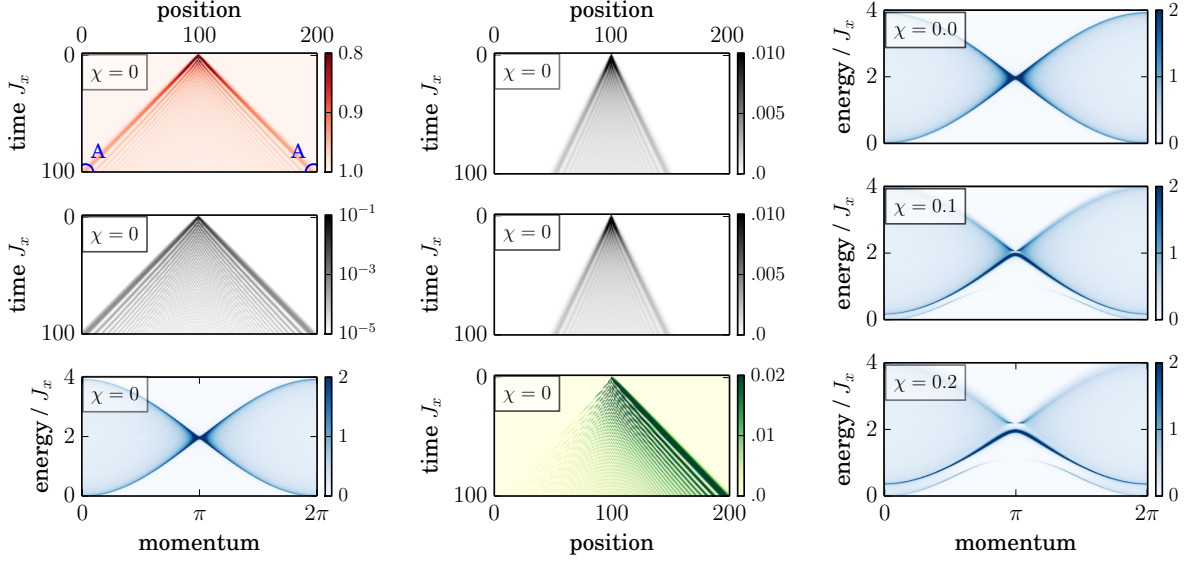 position
0 100 200
0
100
time J_x
χ = 0
A A
0.8
0.9
1.0
0
100
time J_x
χ = 0
10^{-1}
10^{-3}
10^{-5}
4
2
0
energy / J_x
χ = 0
2
1
0
0 π 2π
momentum
position
0 100 200
0
100
time J_x
χ = 0
.010
.005
.0
0
100
time J_x
χ = 0
.010
.005
.0
0
100
time J_x
χ = 0
0.02
.01
.0
0 100 200
position
4
2
0
energy / J_x
χ = 0.0
2
1
0
4
2
0
energy / J_x
χ = 0.1
2
1
0
4
2
0
energy / J_x
χ = 0.2
2
1
0
0 π 2π
momentum